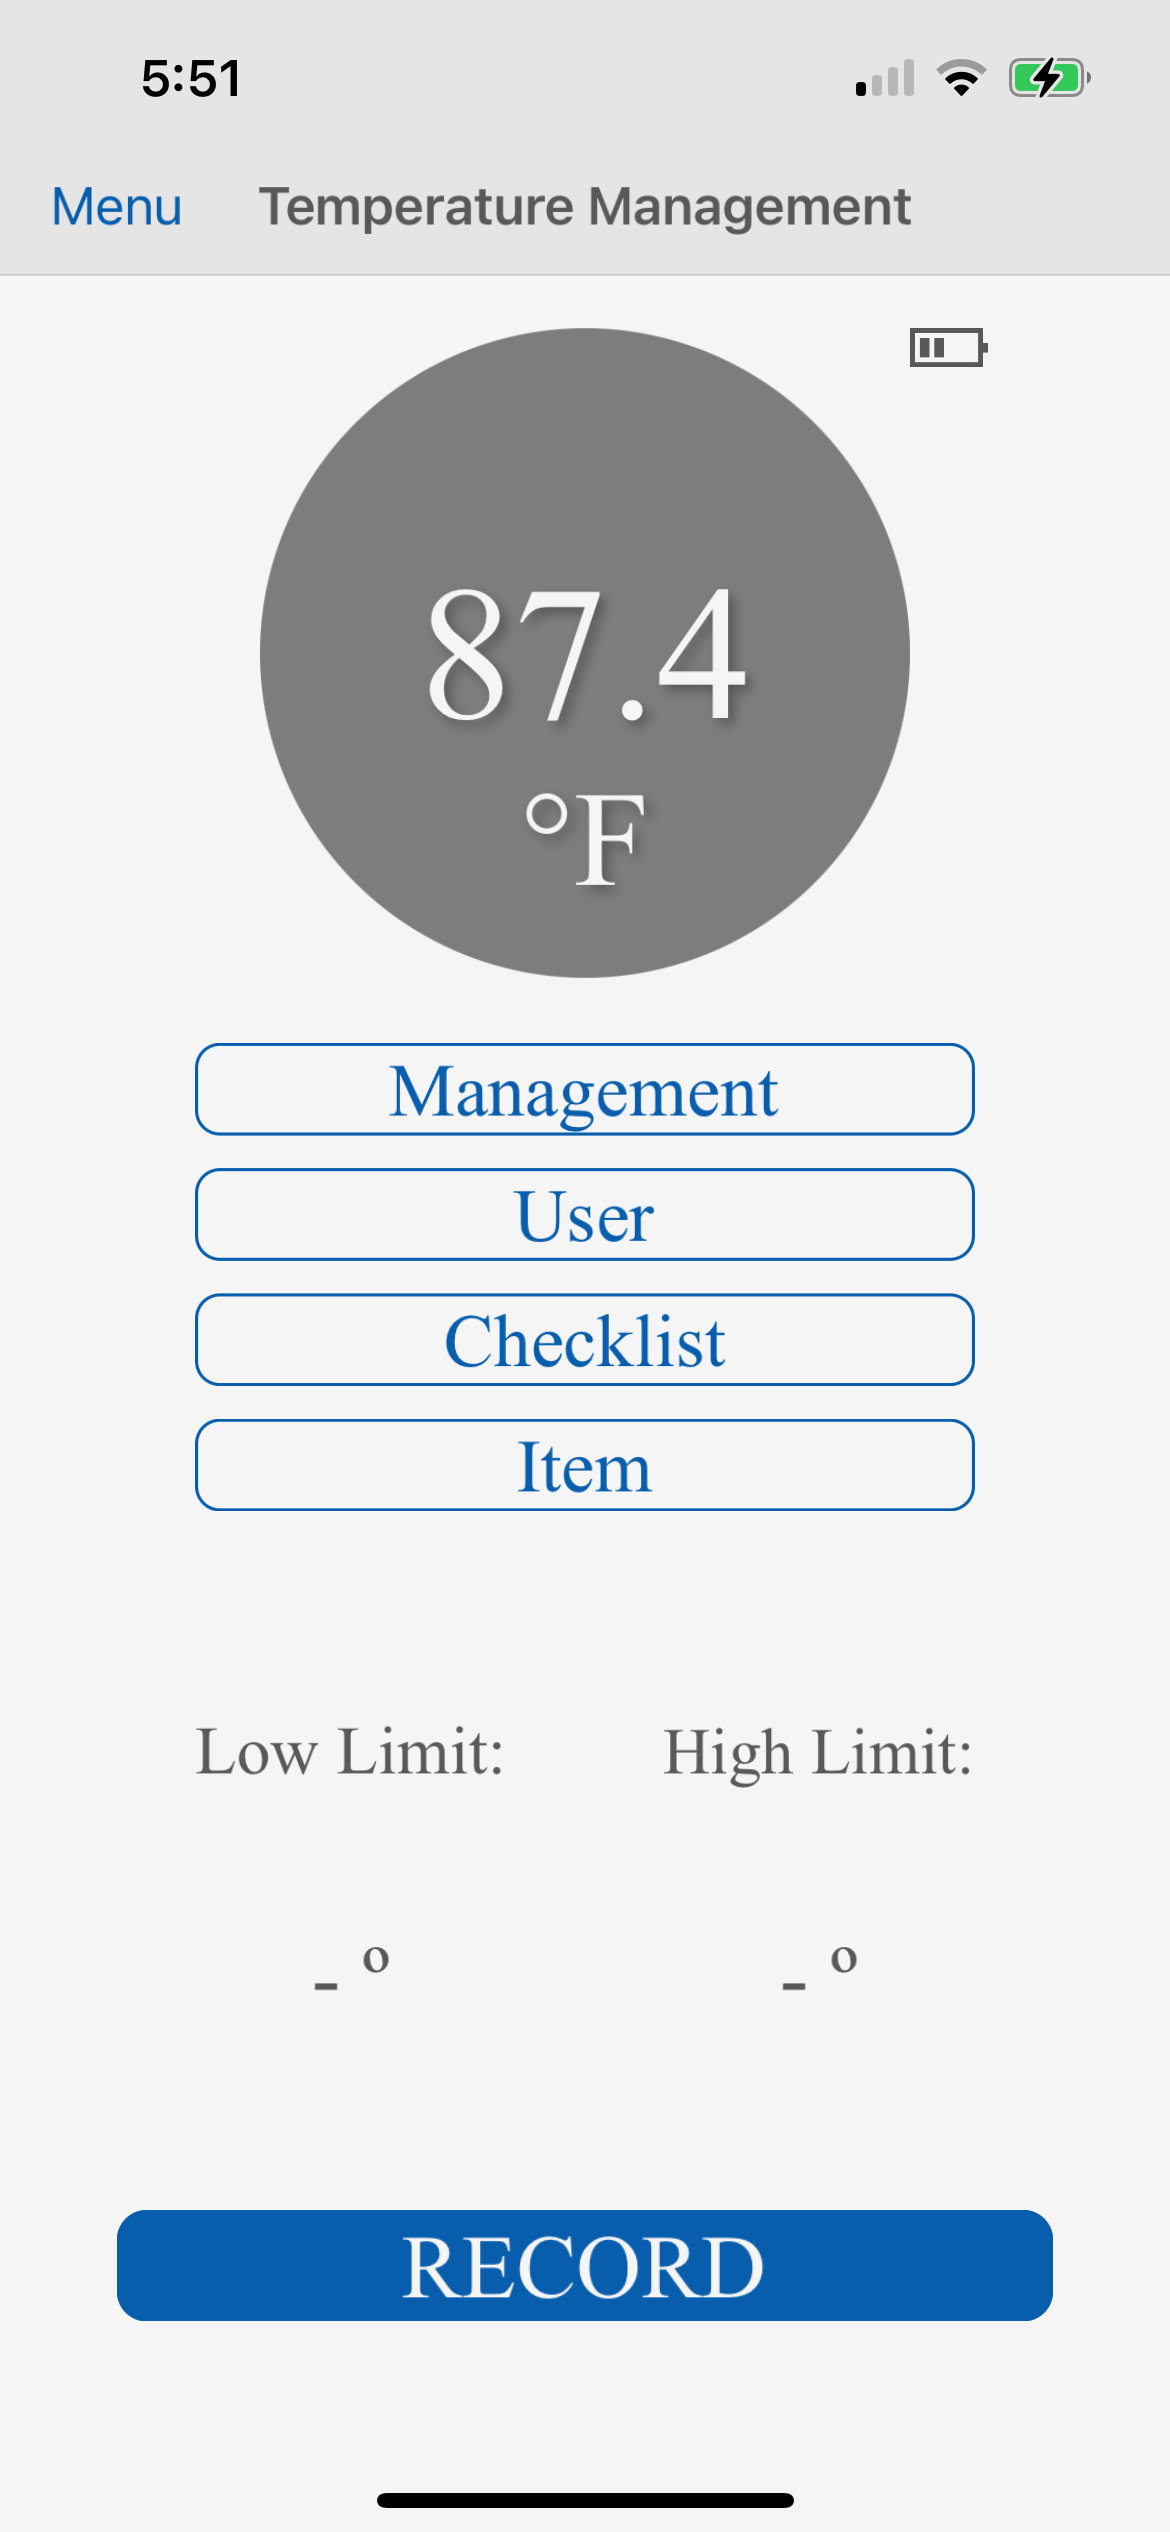 5:51
Menu Temperature Management
87.4
°F
Management
User
Checklist
Item
Low Limit: High Limit:
- º - º
RECORD